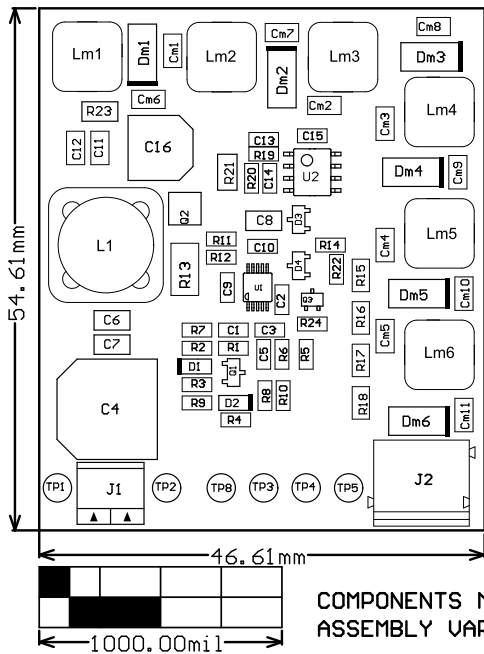 Lm1
Dm1
Cm1
Lm2
Cm7
Dm2
Lm3
Cm8
Dm3
Cm6
Cm2
R23
Cm3
Lm4
C12
C11
C16
C13
R19
C15
R21
R20
C14
U2
Dm4
Cm9
Q2
C8
D3
L1
R11
C10
R14
Cm4
Lm5
R12
R13
D4
R22
R15
C9
U1
C2
Q3
Dm5
Cm10
C6
R24
R16
C7
R7
C1
C3
Cm5
Lm6
R2
R1
C5
R6
R5
R17
D1
Q1
R3
C4
R9
D2
R8
R10
R18
Cm11
R4
Dm6
TP1
J1
TP2
TP8
TP3
TP4
TP5
J2
54.61mm
46.61mm
1000.00mil
COMPONENTS
ASSEMBLY